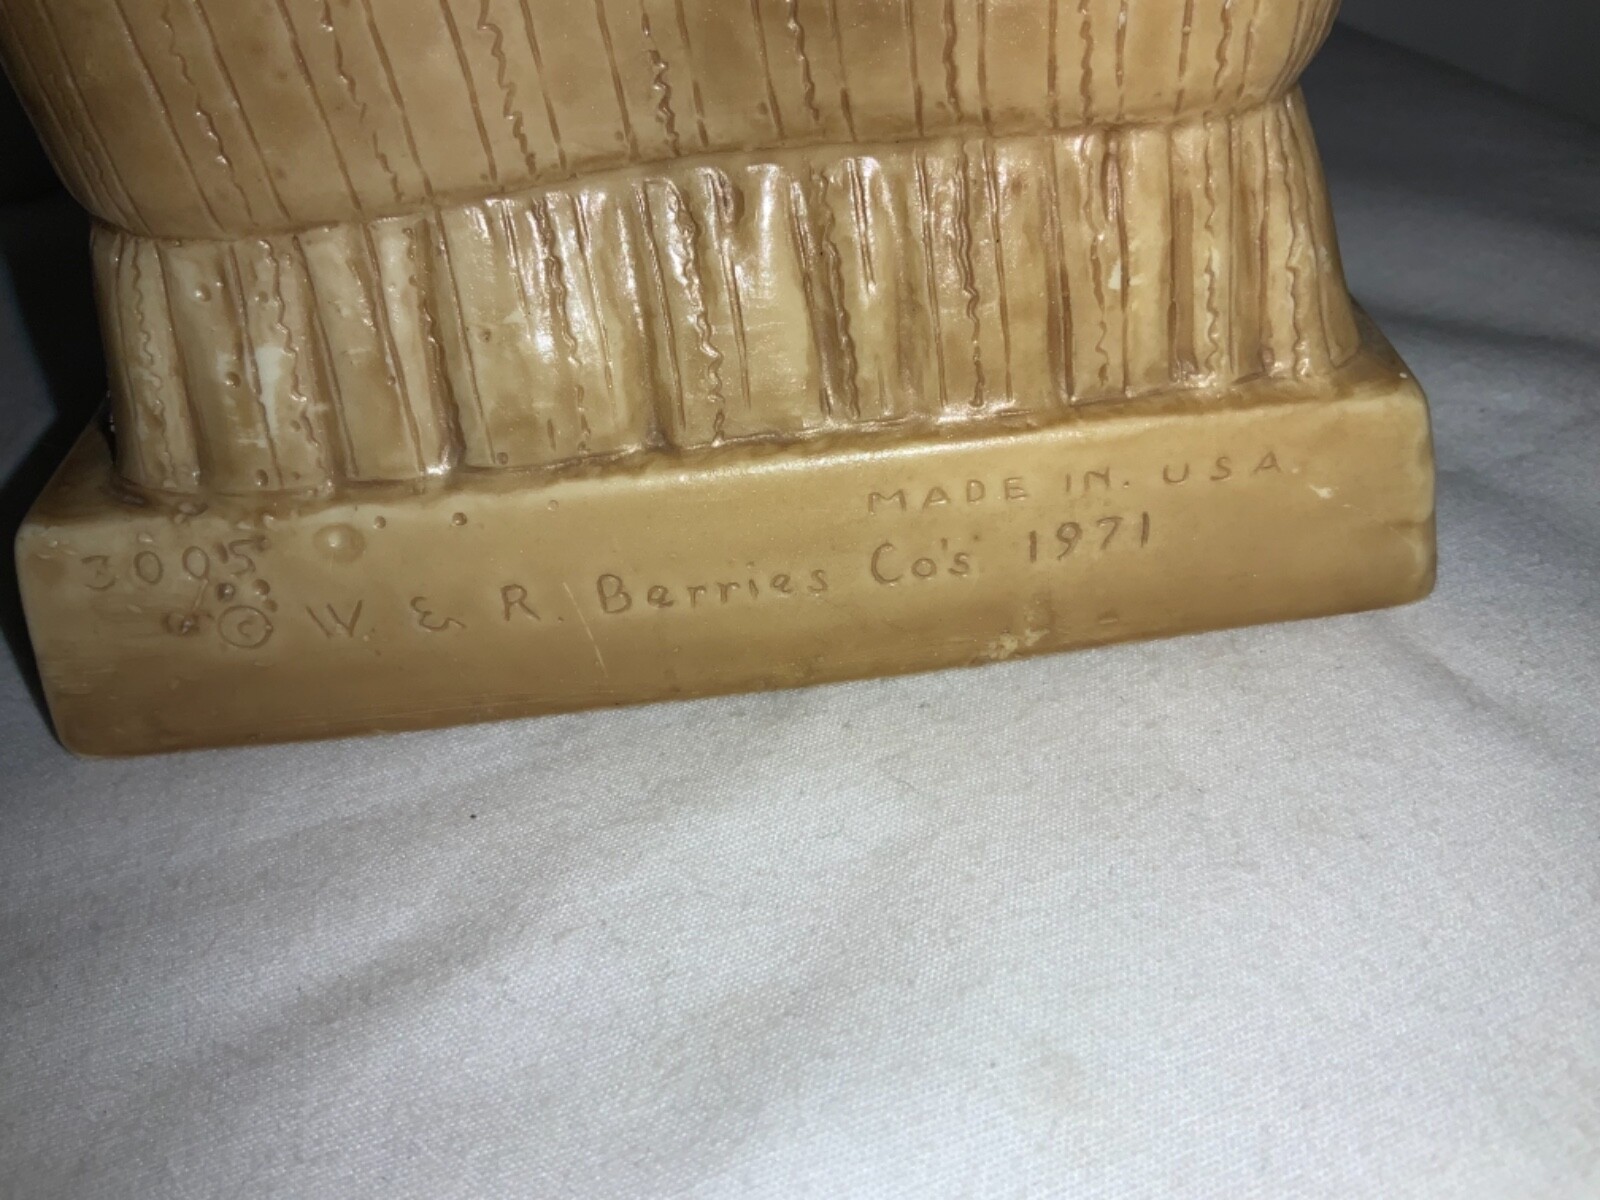 MADE IN. USA.
3005
© W. & R. Berries Co's 1971